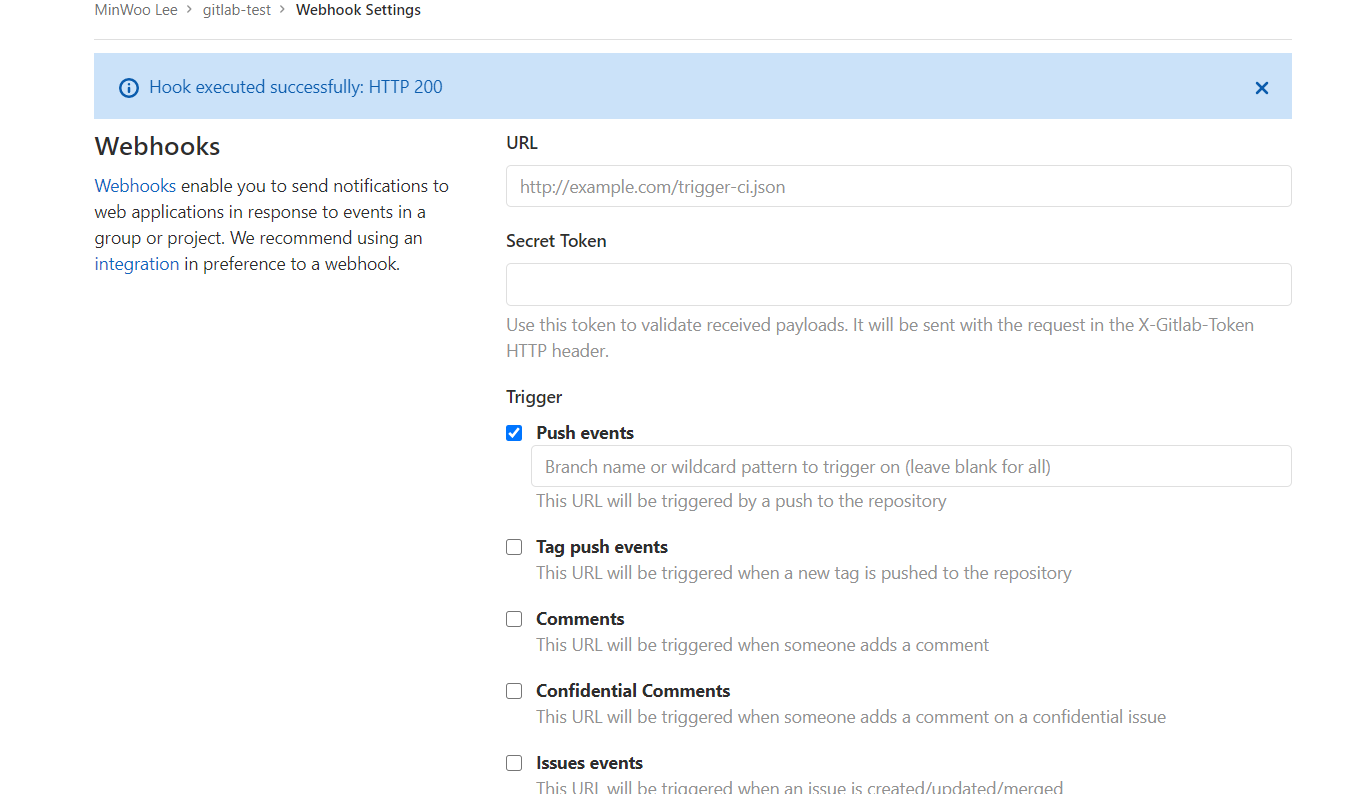 MinWoo Lee > gitlab-test > Webhook Settings
Hook executed successfully: HTTP 200
Webhooks
Webhooks enable you to send notifications to
web applications in response to events in a
group or project. We recommend using an
integration in preference to a webhook.
URL
http://example.com/trigger-ci.json
Secret Token
Use this token to validate received payloads. It will be sent with the request in the X-Gitlab-Token
HTTP header.
Trigger
Push events
Branch name or wildcard pattern to trigger on (leave blank for all)
This URL will be triggered by a push to the repository
Tag push events
This URL will be triggered when a new tag is pushed to the repository
Comments
This URL will be triggered when someone adds a comment
Confidential Comments
This URL will be triggered when someone adds a comment on a confidential issue
Issues events
This URL will be triggered when an issue is created/updated/merged